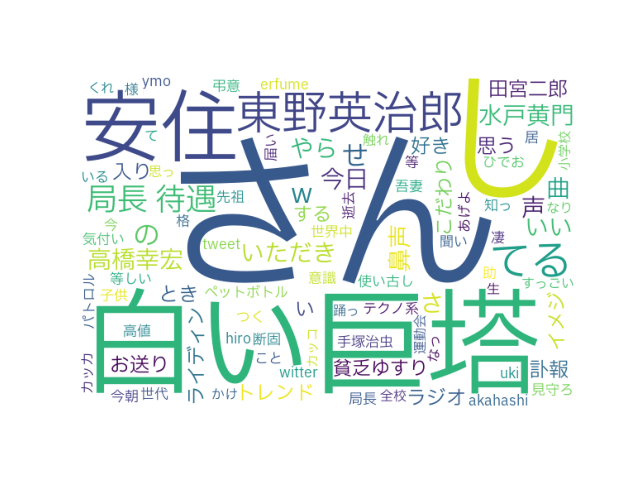 くれ 様 ymo 弔意 erfume 田宮二郎
安住 東野英治郎 し 水戸黄門
て 届い やら せ 触れ 好き 思う 居 小学校
いる 入り 思っ 今日 等 ひでお
局長 待遇 先祖 さん w 逝去 吾妻 こだわり あげよ 知っ 曲 なり
今 の 格 する 世界中 声 いい
気付い tweet いただき 鼻声 聞い 凄 てる
高橋幸宏 意識 助
パトロル 等しい とき ペットボトル 使い古し 生 すっごい
子供 い さ
白い巨塔
高値 ライディン つく カッコ 踊っ テクノ系 運動会 イメジ
hiro 断固 手塚治虫 なっ
カッカ お送り こと witter 貧乏ゆすり uki 訃報
今朝 世代 かけ トレンド 局長 全校 ラジオ akahashi 見守ろ